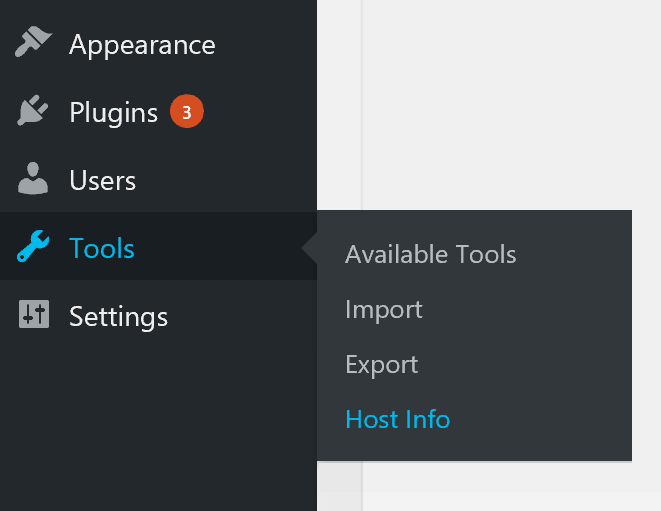 Appearance
Plugins 3
Users
Tools
Settings
Available Tools
Import
Export
Host Info